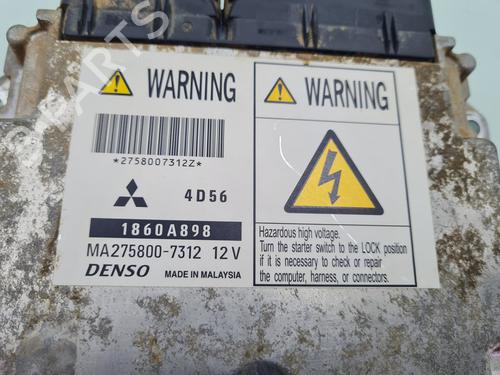 WARNING
*2758007312Z*
4D56
1860A898
MA275800-7312 12V
DENSO MADE IN MALAYSIA
WARNING
Hazardous high voltage.
Turn the starter switch to the LOCK position
if it is necessary to check or repair
the computer, harness, or connectors.